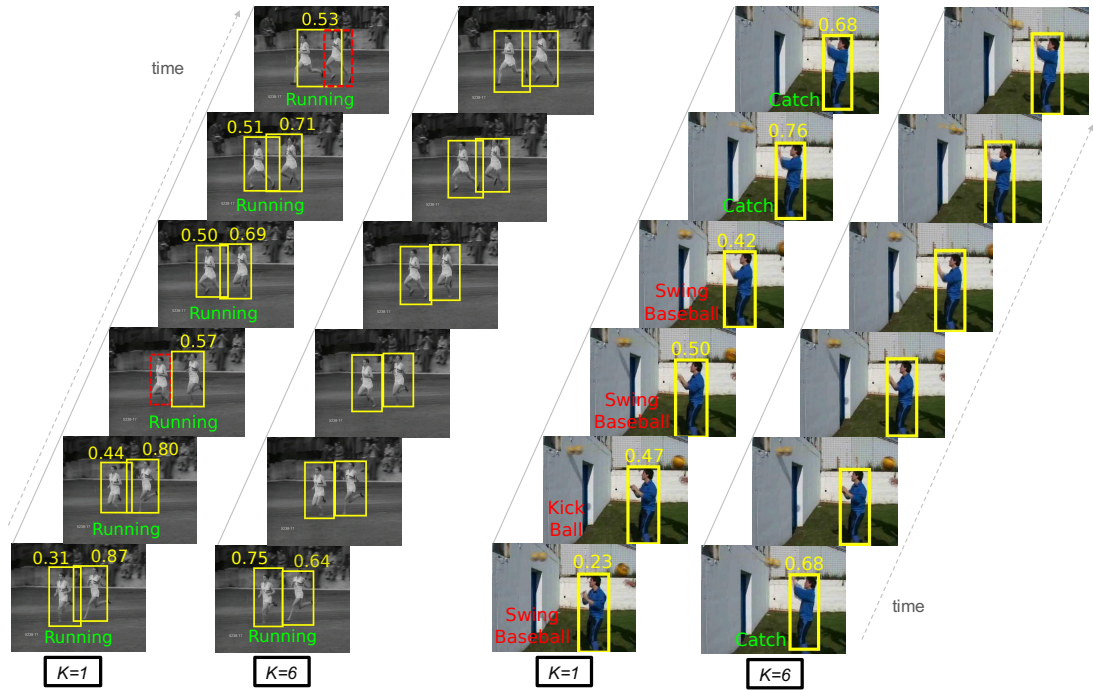 time
0.53
Running
0.51 0.71
Running
0.50 0.69
Running
0.57
Running
0.44 0.80
Running
0.31 0.87
Running
K=1
0.75 0.64
Running
K=6
0.68
Catch
0.76
Catch
0.42
Swing
Baseball
0.50
Swing
Baseball
0.47
Kick
Ball
0.23
Swing
Baseball
K=1
0.68
Catch
K=6
time